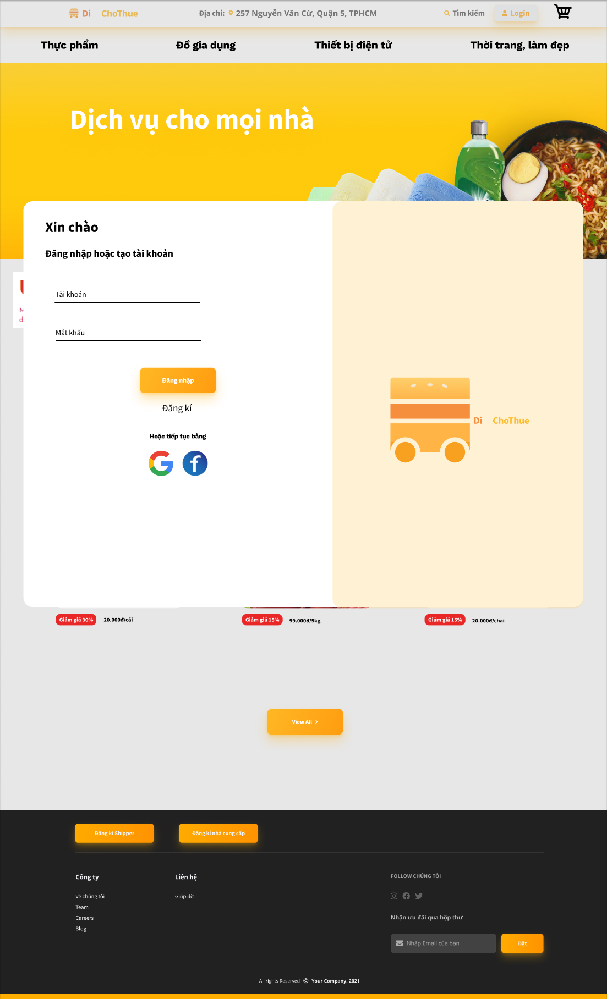 Di ChoThue
Địa chỉ: 257 Nguyễn Văn Cừ, Quận 5, TPHCM
Tìm kiếm
Login
Thực phẩm
Đồ gia dụng
Thiết bị điện tử
Thời trang, làm đẹp
Dịch vụ cho mọi nhà
Xin chào
Đăng nhập hoặc tạo tài khoản
Tài khoản
Mật khẩu
Đăng nhập
Đăng kí
Hoặc tiếp tục bằng
Di ChoThue
Giảm giá 30% 20.000đ/cái
Giảm giá 15% 99.000đ/5kg
Giảm giá 15% 20.000đ/chai
View All
Đăng kí Shipper
Đăng kí nhà cung cấp
Công ty
Về chúng tôi
Team
Careers
Blog
Liên hệ
Giúp đỡ
FOLLOW CHÚNG TÔI
Nhận ưu đãi qua hộp thư
Nhập Email của bạn
Đặt
All rights Reserved © Your Company, 2021